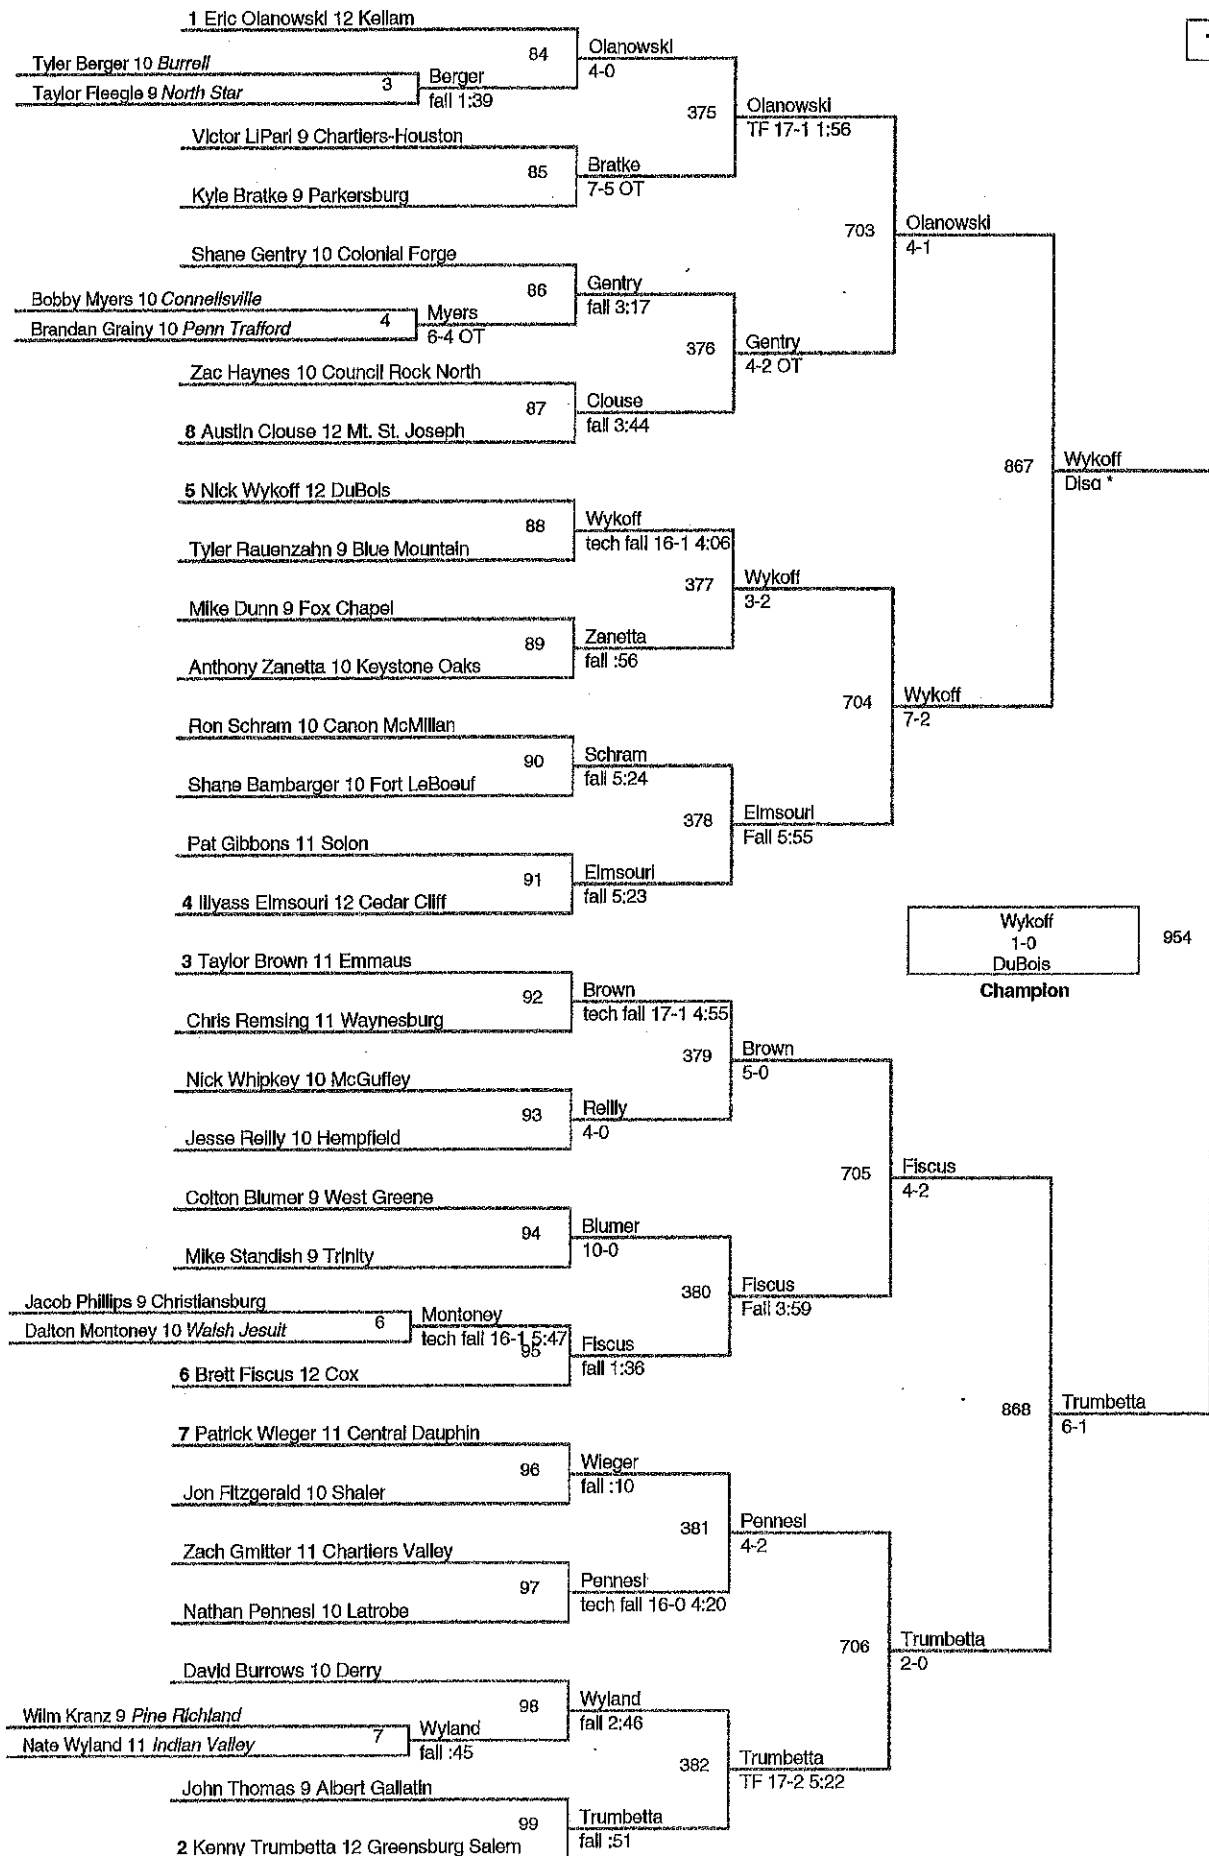 1 Eric Olanowski 12 Kellam
84
Olanowski
4-0
Tyler Berger 10 Burrell
3
Berger
Taylor Fleegle 9 North Star
fall 1:39
375
Olanowski
TF 17-1 1:56
Victor LiPari 9 Chartiers-Houston
85
Bratke
7-5 OT
Kyle Bratke 9 Parkersburg
703
Olanowski
4-1
Shane Gentry 10 Colonial Forge
86
Gentry
fall 3:17
Bobby Myers 10 Connellsville
4
Myers
Brandan Grainy 10 Penn Trafford
6-4 OT
376
Gentry
4-2 OT
Zac Haynes 10 Council Rock North
87
Clouse
fall 3:44
8 Austin Clouse 12 Mt. St. Joseph
867
Wykoff
Disq *
5 Nick Wykoff 12 DuBois
88
Wykoff
tech fall 16-1 4:06
Tyler Rauenzahn 9 Blue Mountain
377
Wykoff
3-2
Mike Dunn 9 Fox Chapel
89
Zanetta
fall :56
Anthony Zanetta 10 Keystone Oaks
704
Wykoff
7-2
Ron Schram 10 Canon McMillan
90
Schram
fall 5:24
Shane Bambarger 10 Fort LeBoeuf
378
Elmsouri
Fall 5:55
Pat Gibbons 11 Solon
91
Elmsouri
fall 5:23
4 Illyass Elmsouri 12 Cedar Cliff
Wykoff
1-0
DuBois
954
Champion
3 Taylor Brown 11 Emmaus
92
Brown
tech fall 17-1 4:55
Chris Remsing 11 Waynesburg
379
Brown
5-0
Nick Whipkey 10 McGuffey
93
Reilly
4-0
Jesse Reilly 10 Hempfield
705
Fiscus
4-2
Colton Blumer 9 West Greene
94
Blumer
10-0
Mike Standish 9 Trinity
380
Fiscus
Fall 3:59
Jacob Phillips 9 Christiansburg
6
Montoney
Dalton Montoney 10 Walsh Jesuit
tech fall 16-1 5:47
95
Fiscus
fall 1:36
6 Brett Fiscus 12 Cox
868
Trumbetta
6-1
7 Patrick Wieger 11 Central Dauphin
96
Wieger
fall :10
Jon Fitzgerald 10 Shaler
381
Pennesi
4-2
Zach Gmitter 11 Chartiers Valley
97
Pennesi
tech fall 16-0 4:20
Nathan Pennesi 10 Latrobe
706
Trumbetta
2-0
David Burrows 10 Derry
98
Wyland
fall 2:46
Wilm Kranz 9 Pine Richland
7
Wyland
Nate Wyland 11 Indian Valley
fall :45
382
Trumbetta
TF 17-2 5:22
John Thomas 9 Albert Gallatin
99
Trumbetta
fall :51
2 Kenny Trumbetta 12 Greensburg Salem